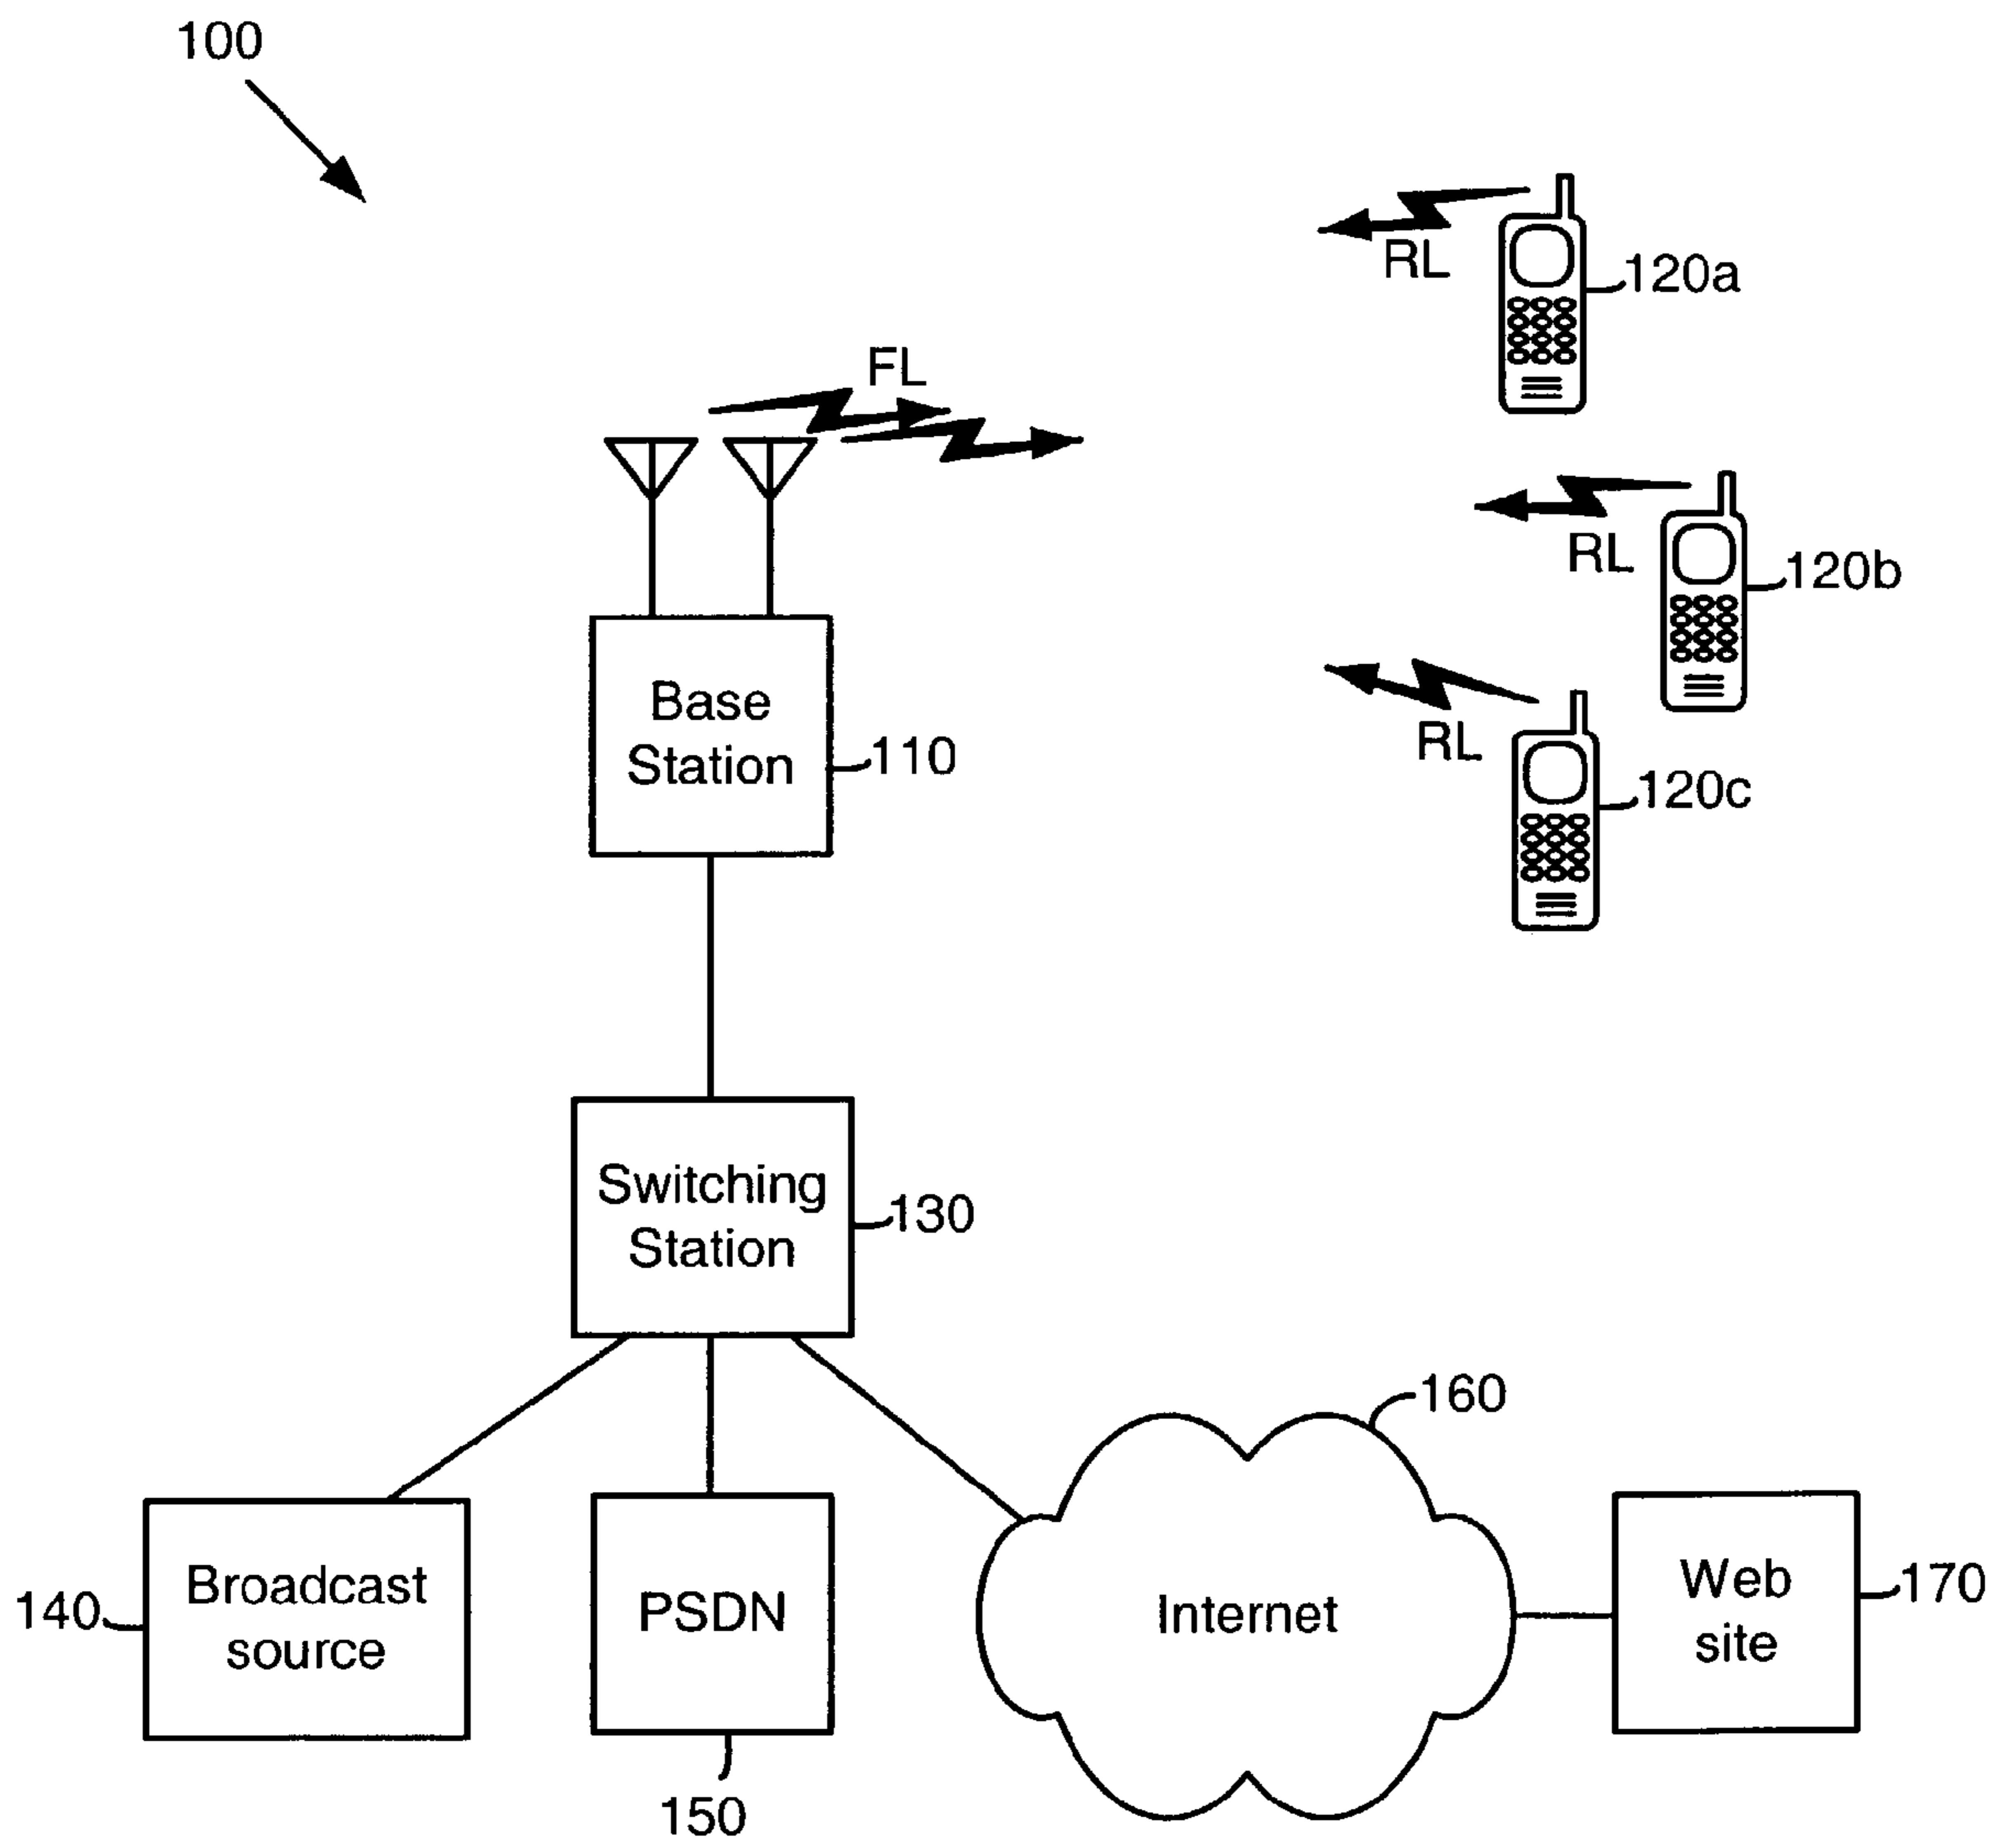 100
RL
120a
FL
RL
120b
Base
Station
110
RL
120c
Switching
Station
130
160
Broadcast
source
140
PSDN
150
Internet
Web
site
170